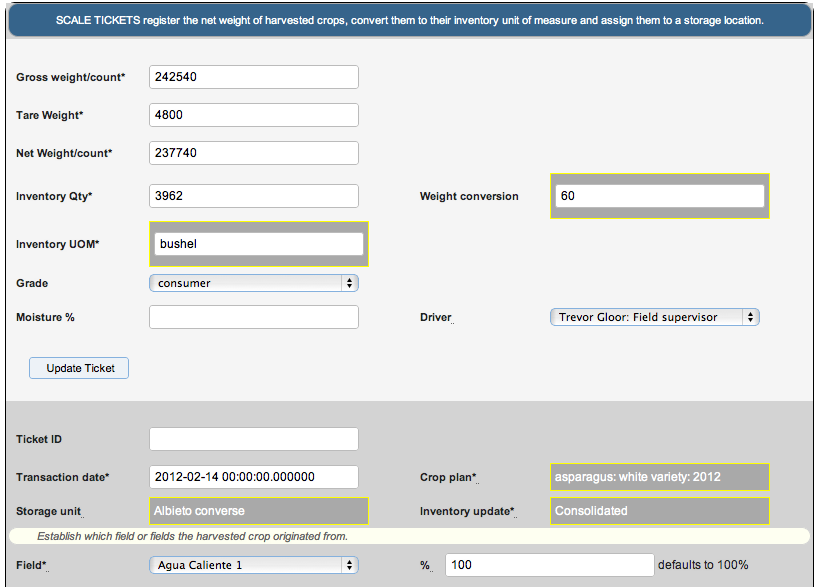 SCALE TICKETS register the net weight of harvested crops, convert them to their inventory unit of measure and assign them to a storage location.
Gross weight/count* 242540
Tare Weight* 4800
Net Weight/count* 237740
Inventory Qty* 3962 Weight conversion 60
Inventory UOM* bushel
Grade consumer
Moisture % Driver Trevor Gloor: Field supervisor
Update Ticket
Ticket ID
Transaction date* 2012-02-14 00:00:00.000000 Crop plan* asparagus: white variety: 2012
Storage unit Albieto converse Inventory update* Consolidated
Establish which field or fields the harvested crop originated from.
Field* Agua Caliente 1 % 100 defaults to 100%